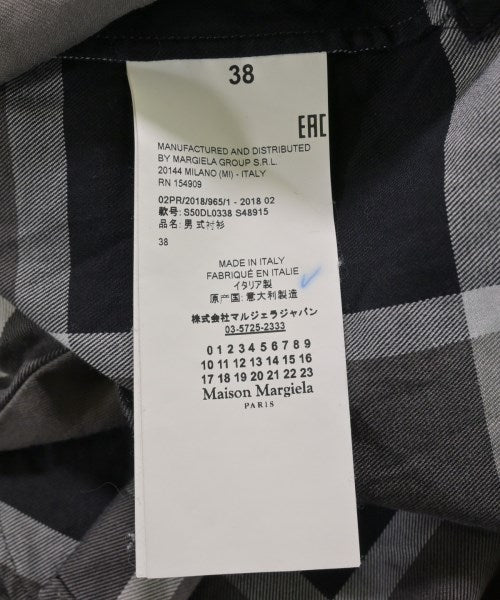 38
EAC
MANUFACTURED AND DISTRIBUTED
BY MARGIELA GROUP S.R.L.
20144 MILANO (MI) - ITALY
RN 154909
02PR/2018/965/1 - 2018 02
款号: S50DL0338 S48915
品名: 男式衬衫
38
MADE IN ITALY
FABRIQUÉ EN ITALIE
イタリア製
原产国: 意大利製造
株式会社マルジェラジャパン
03-5725-2333
0 1 2 3 4 5 6 7 8 9
10 11 12 13 14 15 16
17 18 19 20 21 22 23
Maison Margiela
PARIS